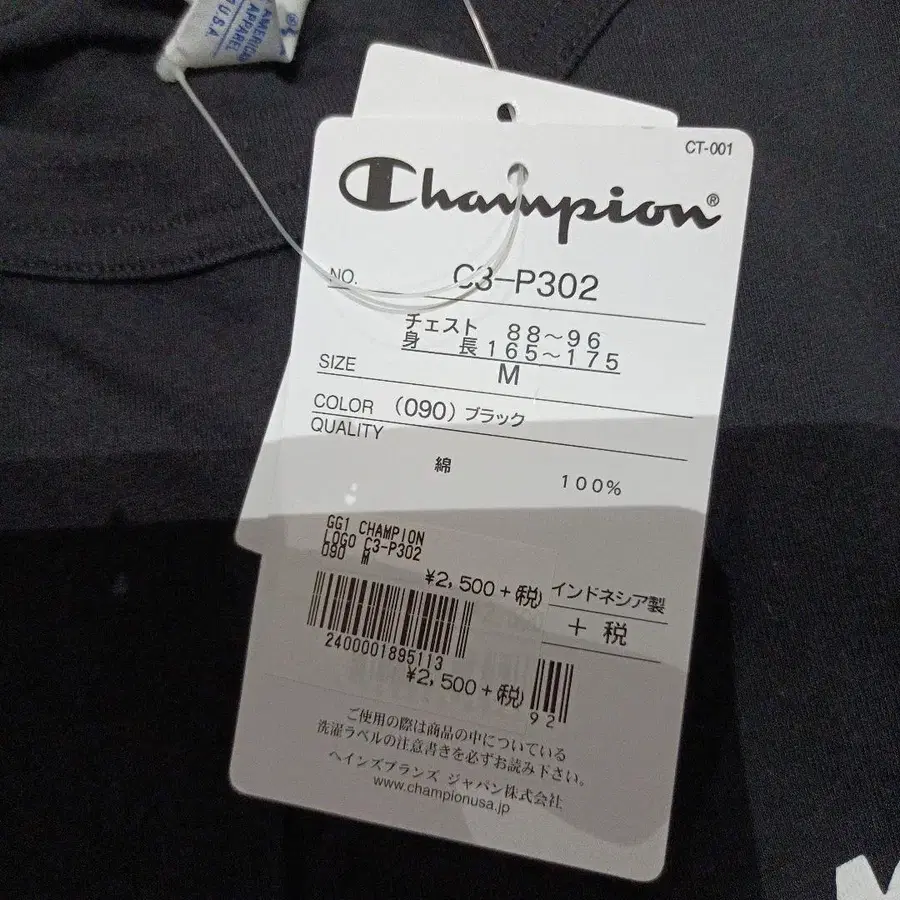 AMERICAN
APPAREL
U.S.A.
CT-001
Champion®
NO. C3-P302
チェスト 88～96
身長 165～175
SIZE M
COLOR (090) ブラック
QUALITY
綿 100%
GG1 CHAMPION
LOGO C3-P302
090 M
¥2,500+(税)
インドネシア製
+ 税
2400001895113
¥2,500+(税)
92
ご使用の際は商品の中についている
洗濯ラベルの注意書きを必ずお読み下さい。
ヘインズブランズ ジャパン株式会社
www.championusa.jp